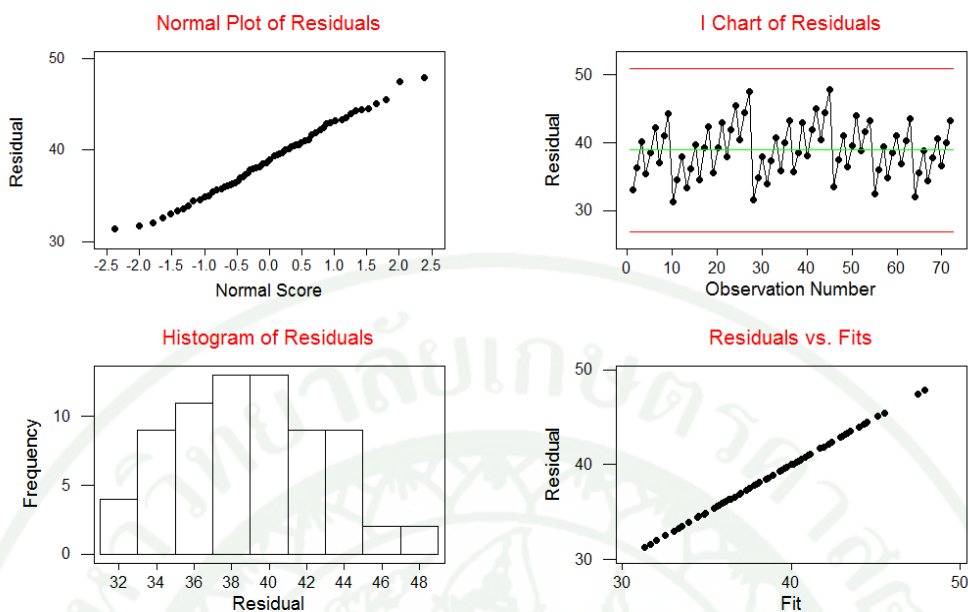 Normal Plot of Residuals
Residual
50
40
30
-2.5 -2.0 -1.5 -1.0 -0.5 0.0 0.5 1.0 1.5 2.0 2.5
Normal Score
I Chart of Residuals
Residual
50
40
30
0 10 20 30 40 50 60 70
Observation Number
Histogram of Residuals
Frequency
10
5
0
32 34 36 38 40 42 44 46 48
Residual
Residuals vs. Fits
Residual
50
40
30
30 40 50
Fit